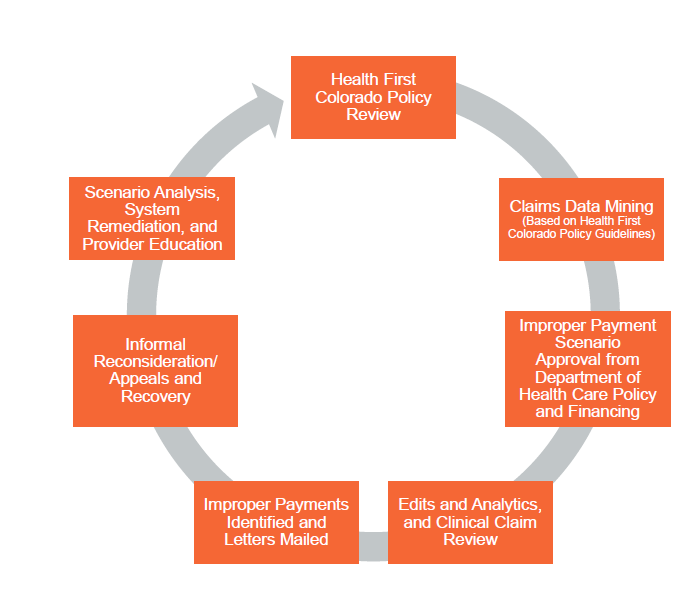 Health First
Colorado Policy
Review
Claims Data Mining
(Based on Health First
Colorado Policy Guidelines)
Improper Payment
Scenario
Approval from
Department of
Health Care Policy
and Financing
Edits and Analytics,
and Clinical Claim
Review
Improper Payments
Identified and
Letters Mailed
Informal
Reconsideration/
Appeals and
Recovery
Scenario Analysis,
System
Remediation, and
Provider Education